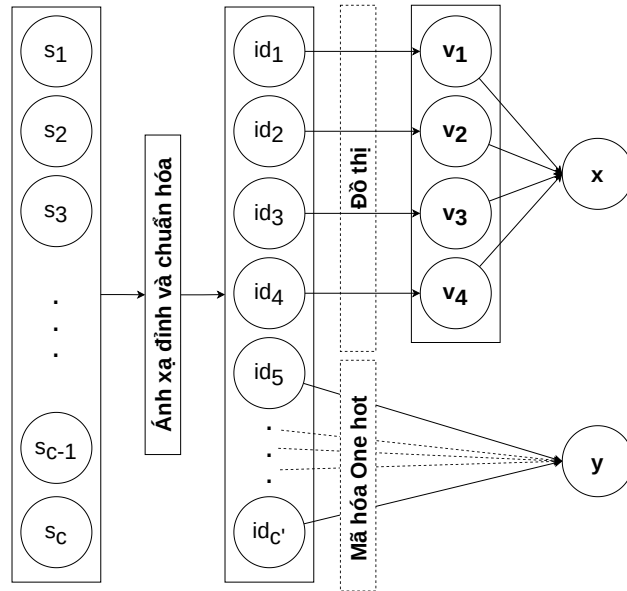 s1
s2
s3
.
.
.
sc-1
sc
Ánh xạ đỉnh và chuẩn hóa
id1
id2
id3
id4
id5
.
.
.
idc'
Đồ thị
Mã hóa One hot
v1
v2
v3
v4
x
y